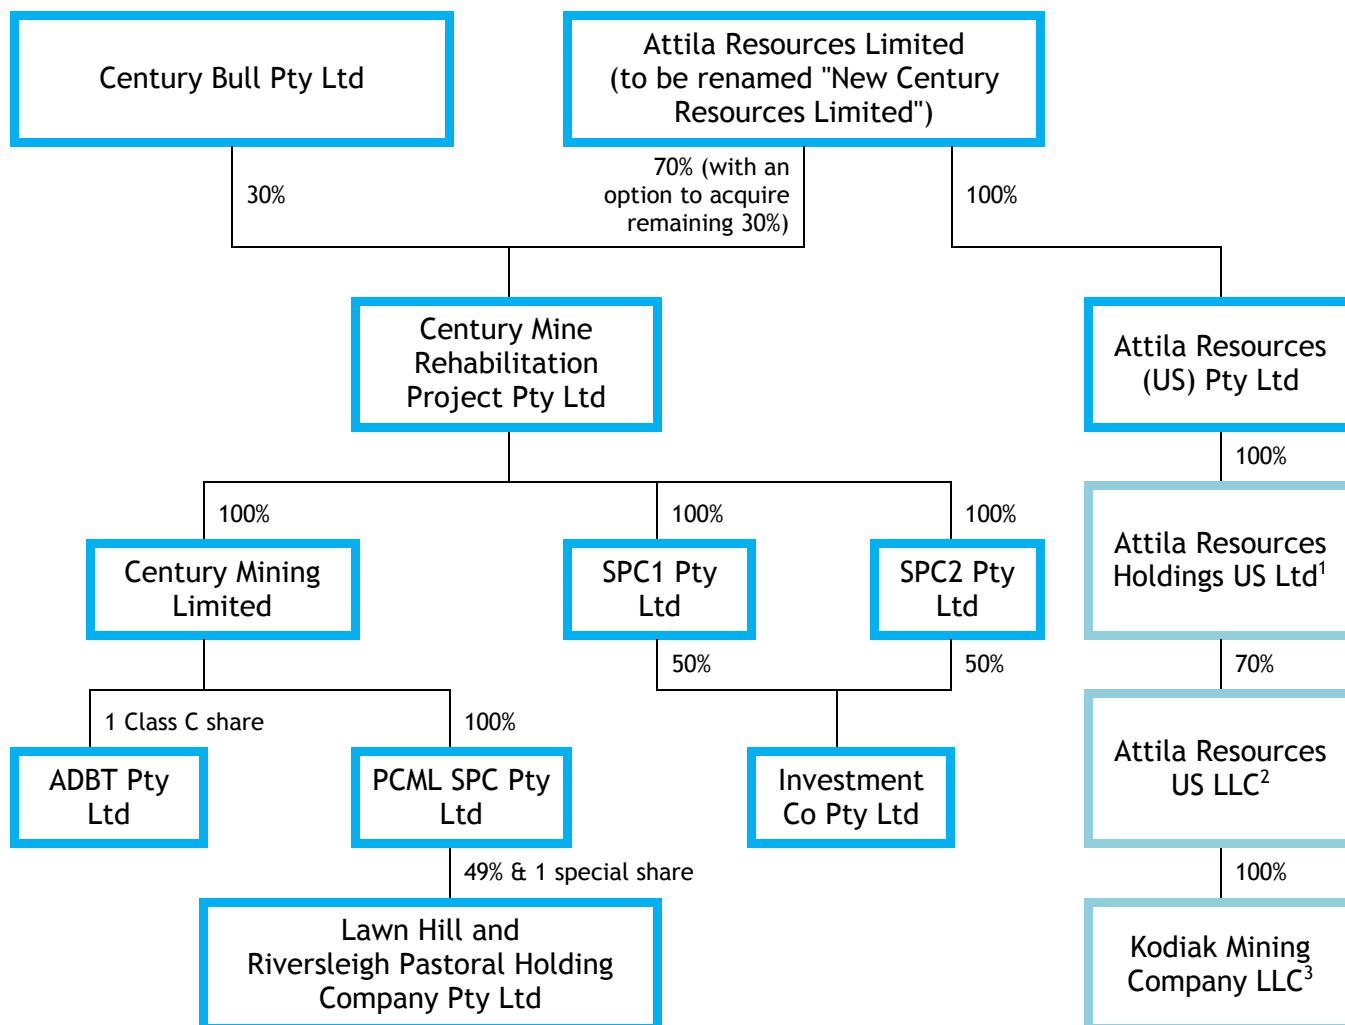 Century Bull Pty Ltd
Attila Resources Limited
(to be renamed "New Century
Resources Limited")
30%
70% (with an
option to acquire
remaining 30%)
100%
Century Mine
Rehabilitation
Project Pty Ltd
Attila Resources
(US) Pty Ltd
100%
100%
100%
100%
Century Mining
Limited
SPC1 Pty
Ltd
SPC2 Pty
Ltd
Attila Resources
Holdings US Ltd1
50%
50%
70%
1 Class C share
100%
ADBT Pty
Ltd
PCML SPC Pty
Ltd
Investment
Co Pty Ltd
Attila Resources
US LLC2
49% & 1 special share
100%
Lawn Hill and
Riversleigh Pastoral Holding
Company Pty Ltd
Kodiak Mining
Company LLC3